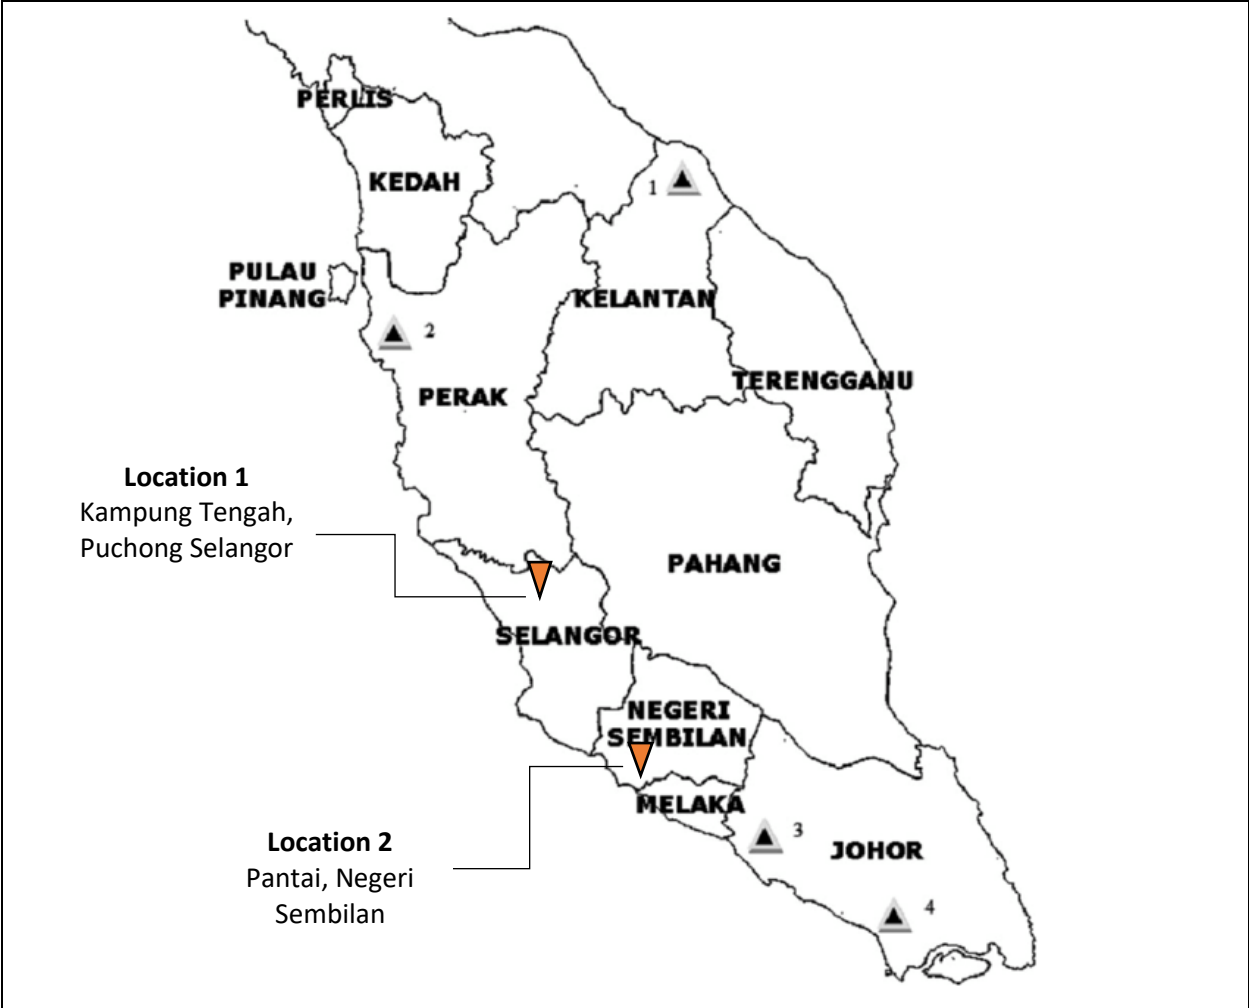 PERLIS
KEDAH
1
PULAU
PINANG
KELANTAN
2
TERENGGANU
PERAK
Location 1
Kampung Tengah,
Puchong Selangor
PAHANG
SELANGOR
NEGERI
SEMBILAN
MELAKA
3
JOHOR
Location 2
Pantai, Negeri
Sembilan
4